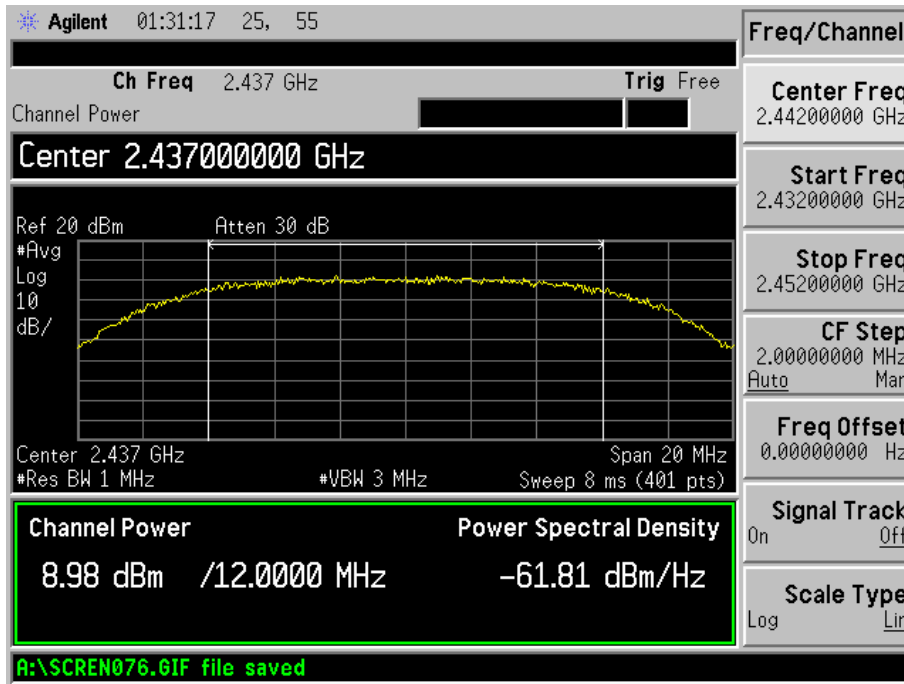 Agilent 01:31:17 25, 55
Ch Freq 2.437 GHz Trig Free
Channel Power
Center 2.437000000 GHz
Ref 20 dBm Atten 30 dB
#Avg
Log
10
dB/
Center 2.437 GHz Span 20 MHz
#Res BW 1 MHz #VBW 3 MHz Sweep 8 ms (401 pts)
Channel Power Power Spectral Density
8.98 dBm /12.0000 MHz -61.81 dBm/Hz
A:\SCREN076.GIF file saved
Freq/Channel
Center Freq
2.44200000 GHz
Start Freq
2.43200000 GHz
Stop Freq
2.45200000 GHz
CF Step
2.00000000 MHz
Auto Man
Freq Offset
0.00000000 Hz
Signal Track
On Off
Scale Type
Log Lin